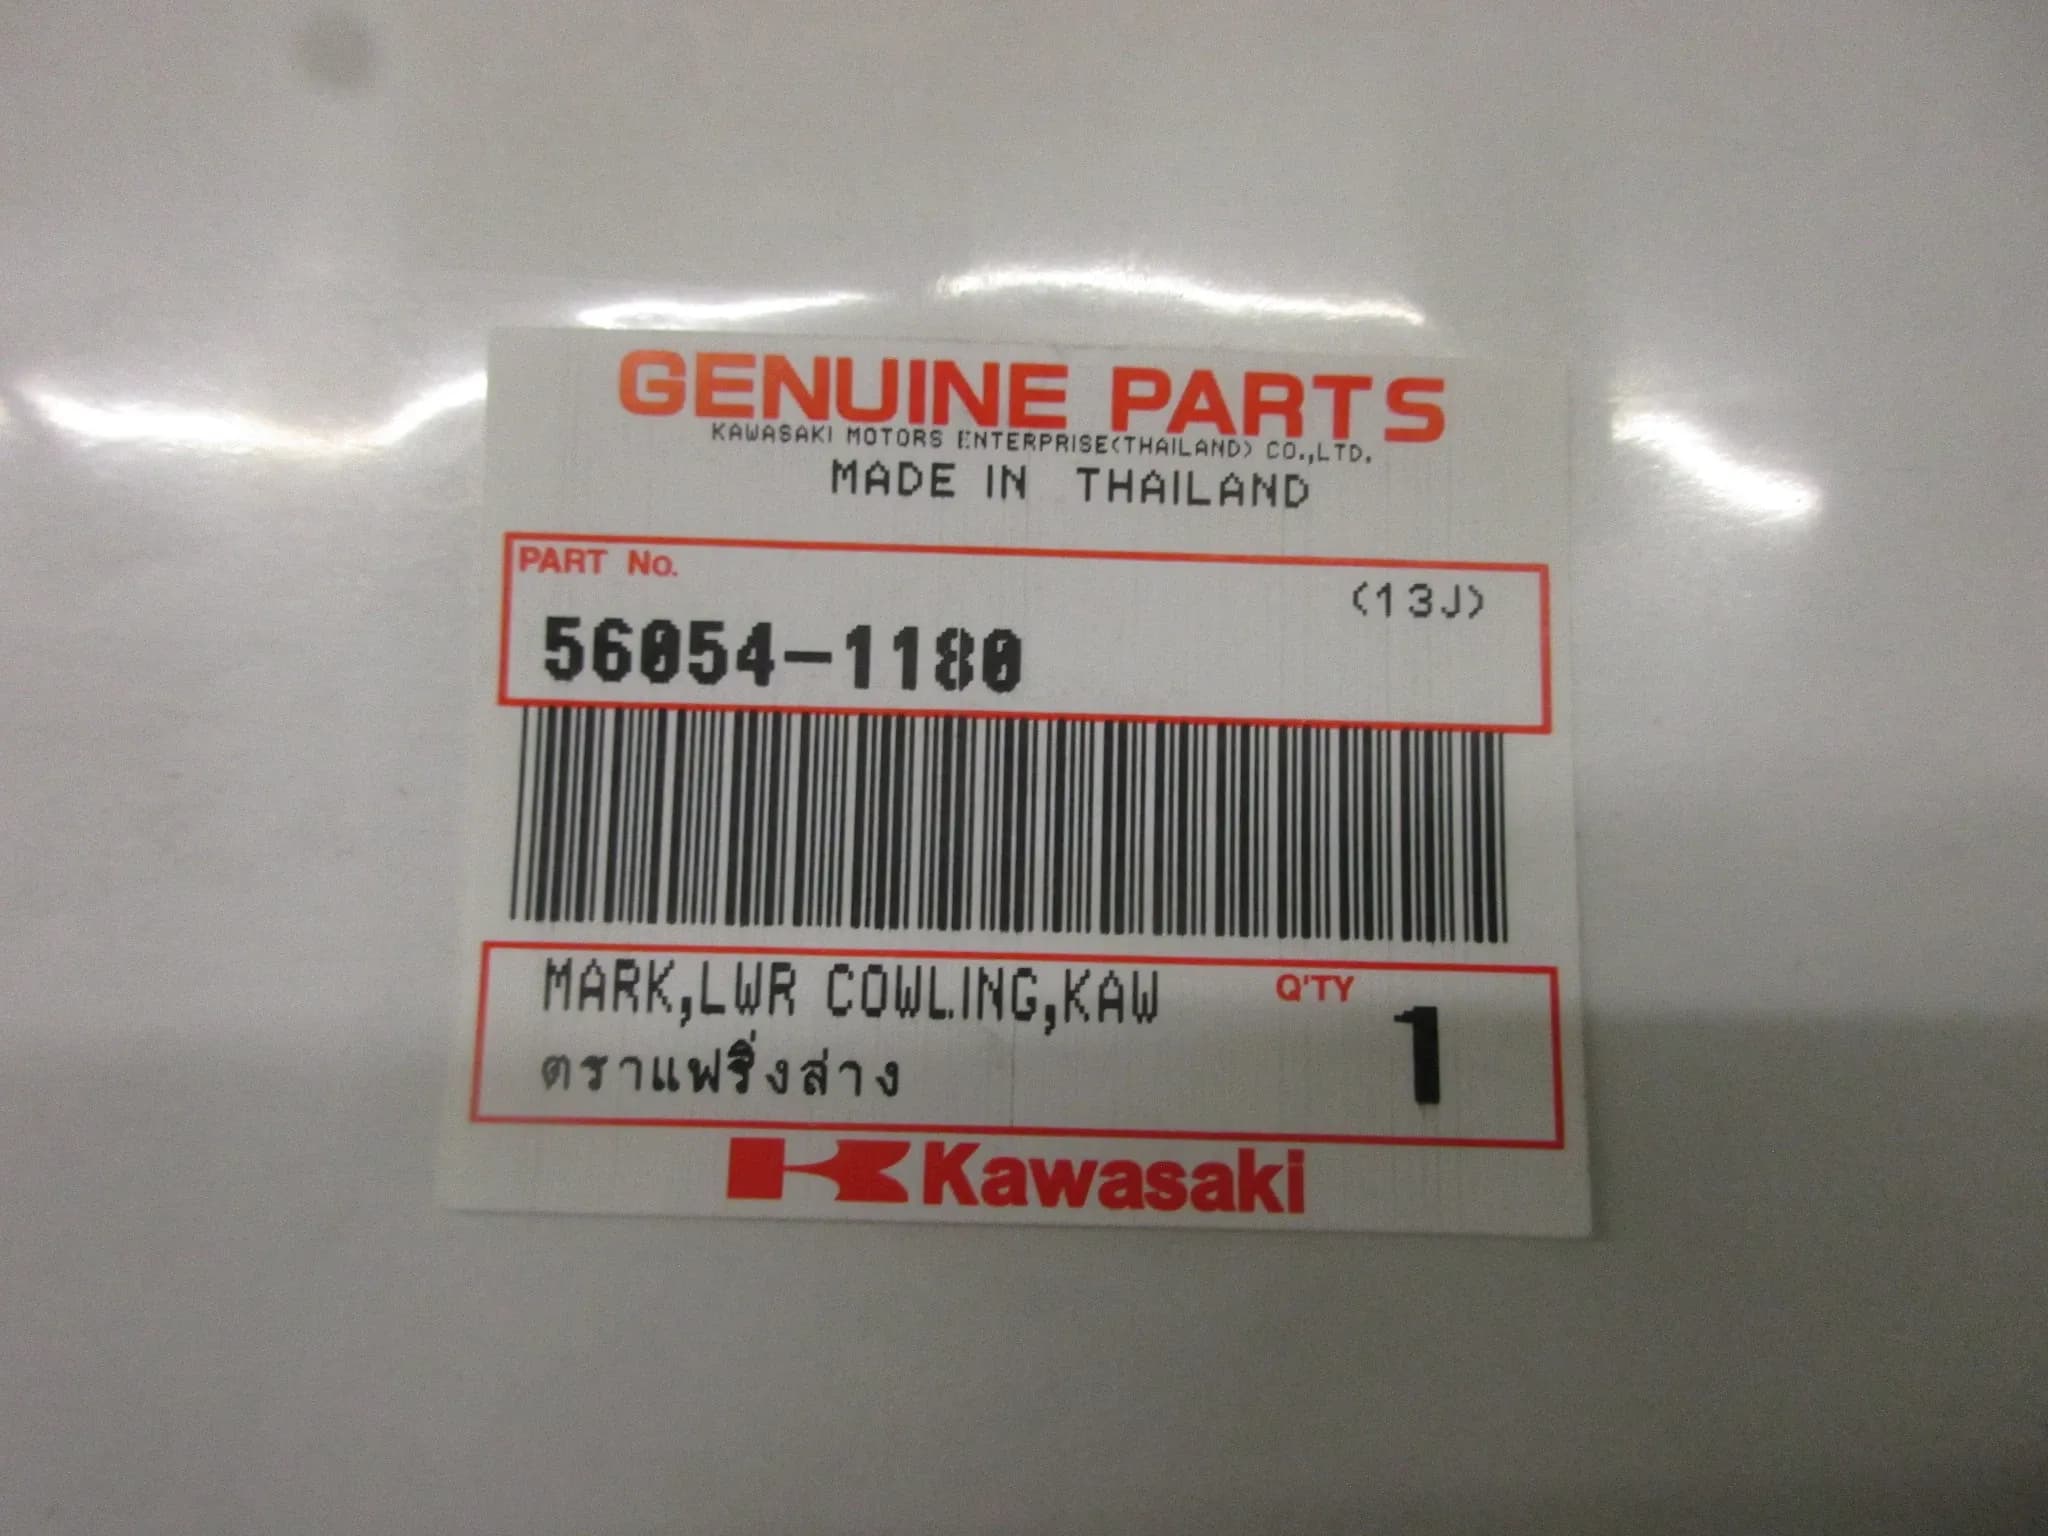 GENUINE PARTS
KAWASAKI MOTORS ENTERPRISE(THAILAND) CO.,LTD.
MADE IN THAILAND
PART No.
(13J)
56054-1180
MARK,LWR COWLING,KAW
Q'TY
1
ตราแฟริ่งล่าง
Kawasaki